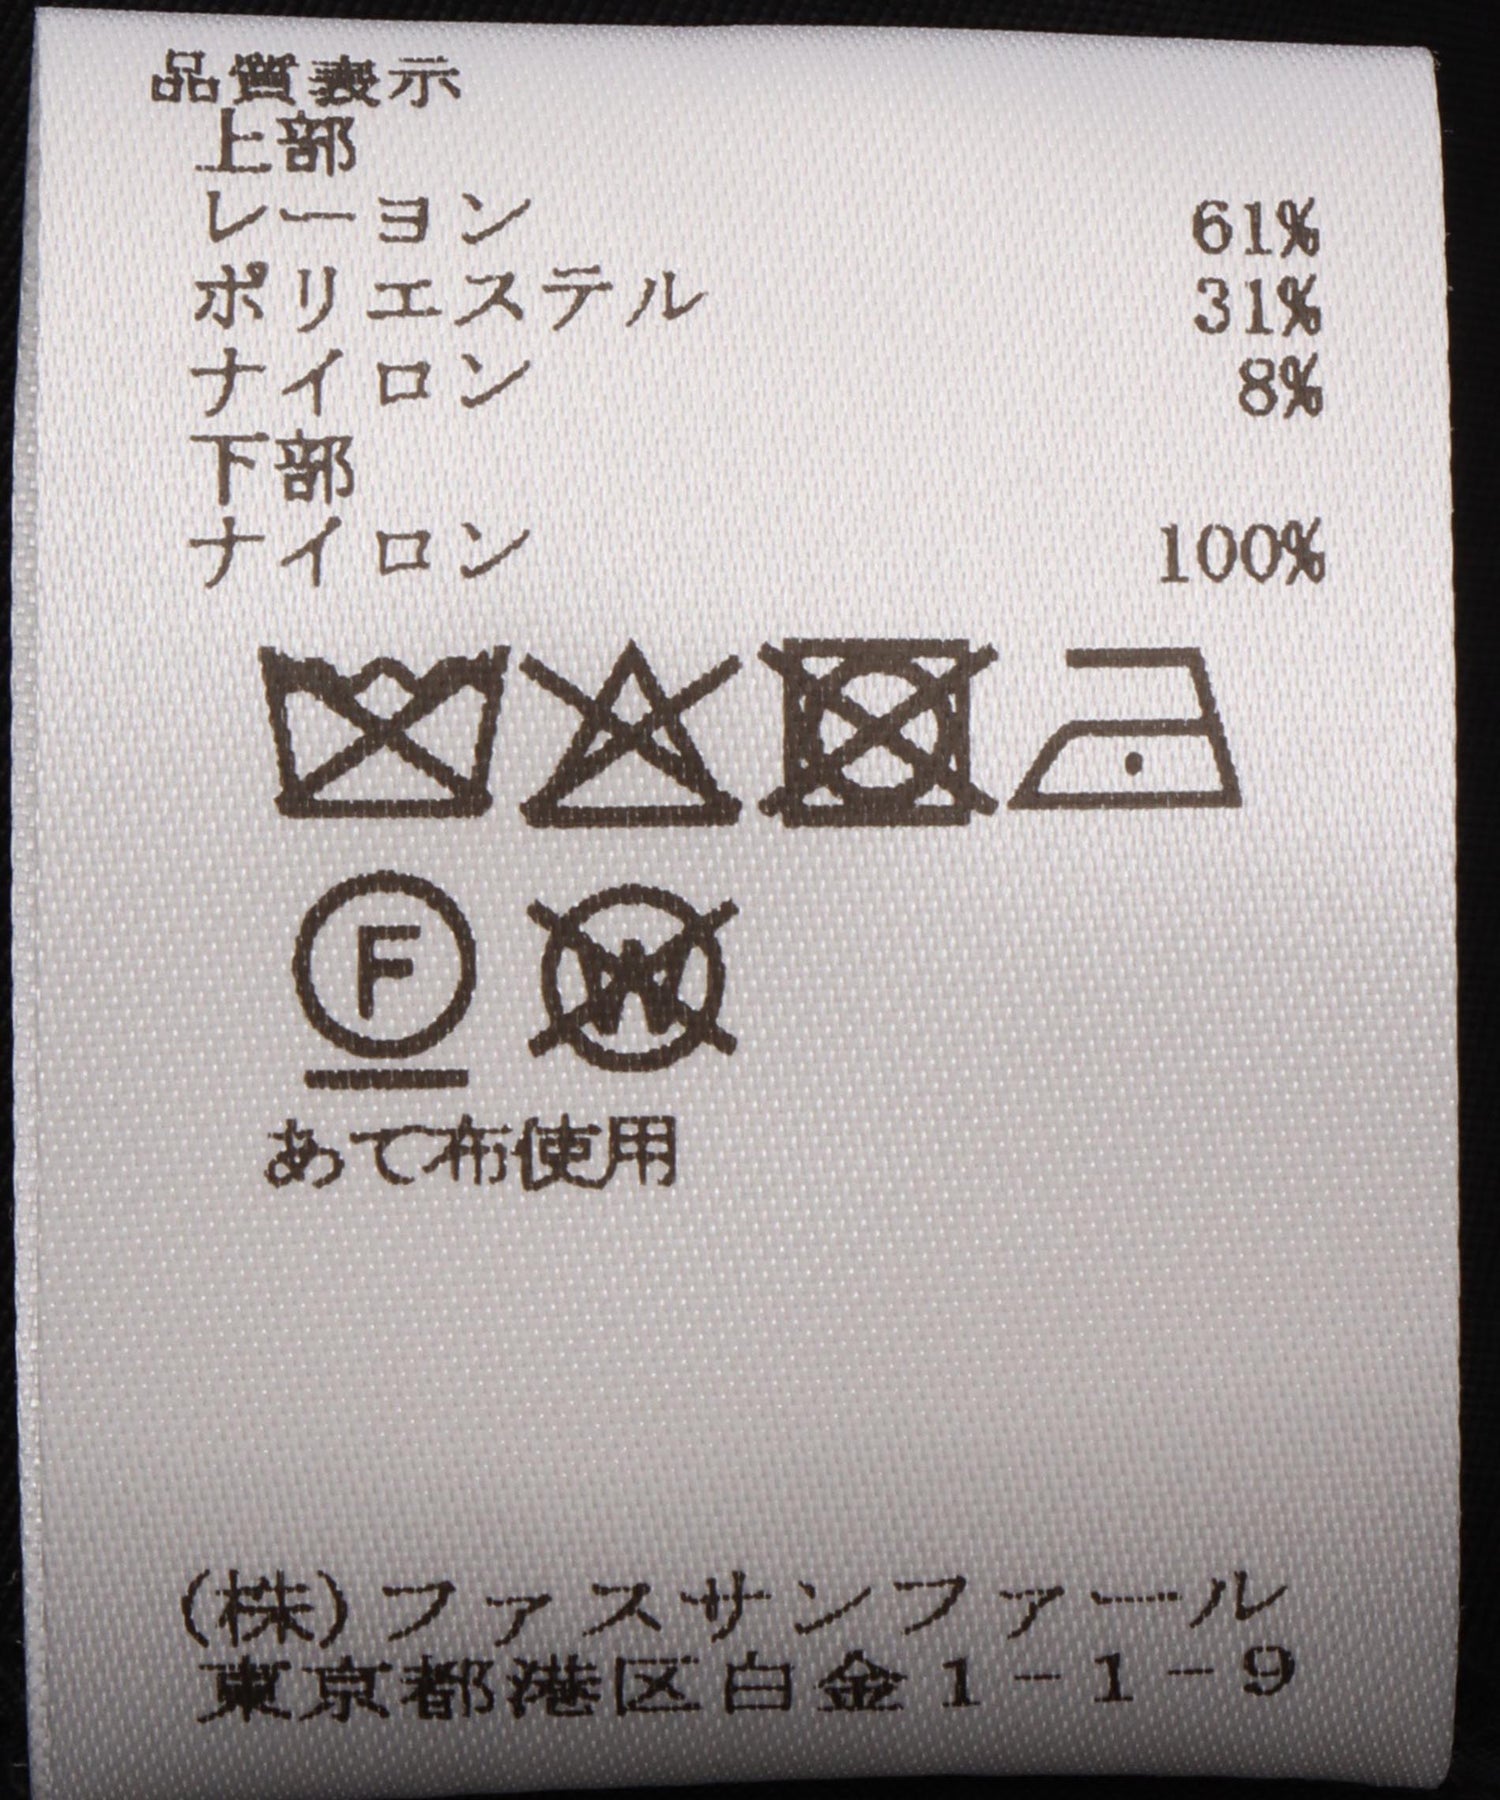 品質表示
上部
レーヨン 61%
ポリエステル 31%
ナイロン 8%
下部
ナイロン 100%
F W
あて布使用
(株)ファスサンファール
東京都港区白金1-1-9